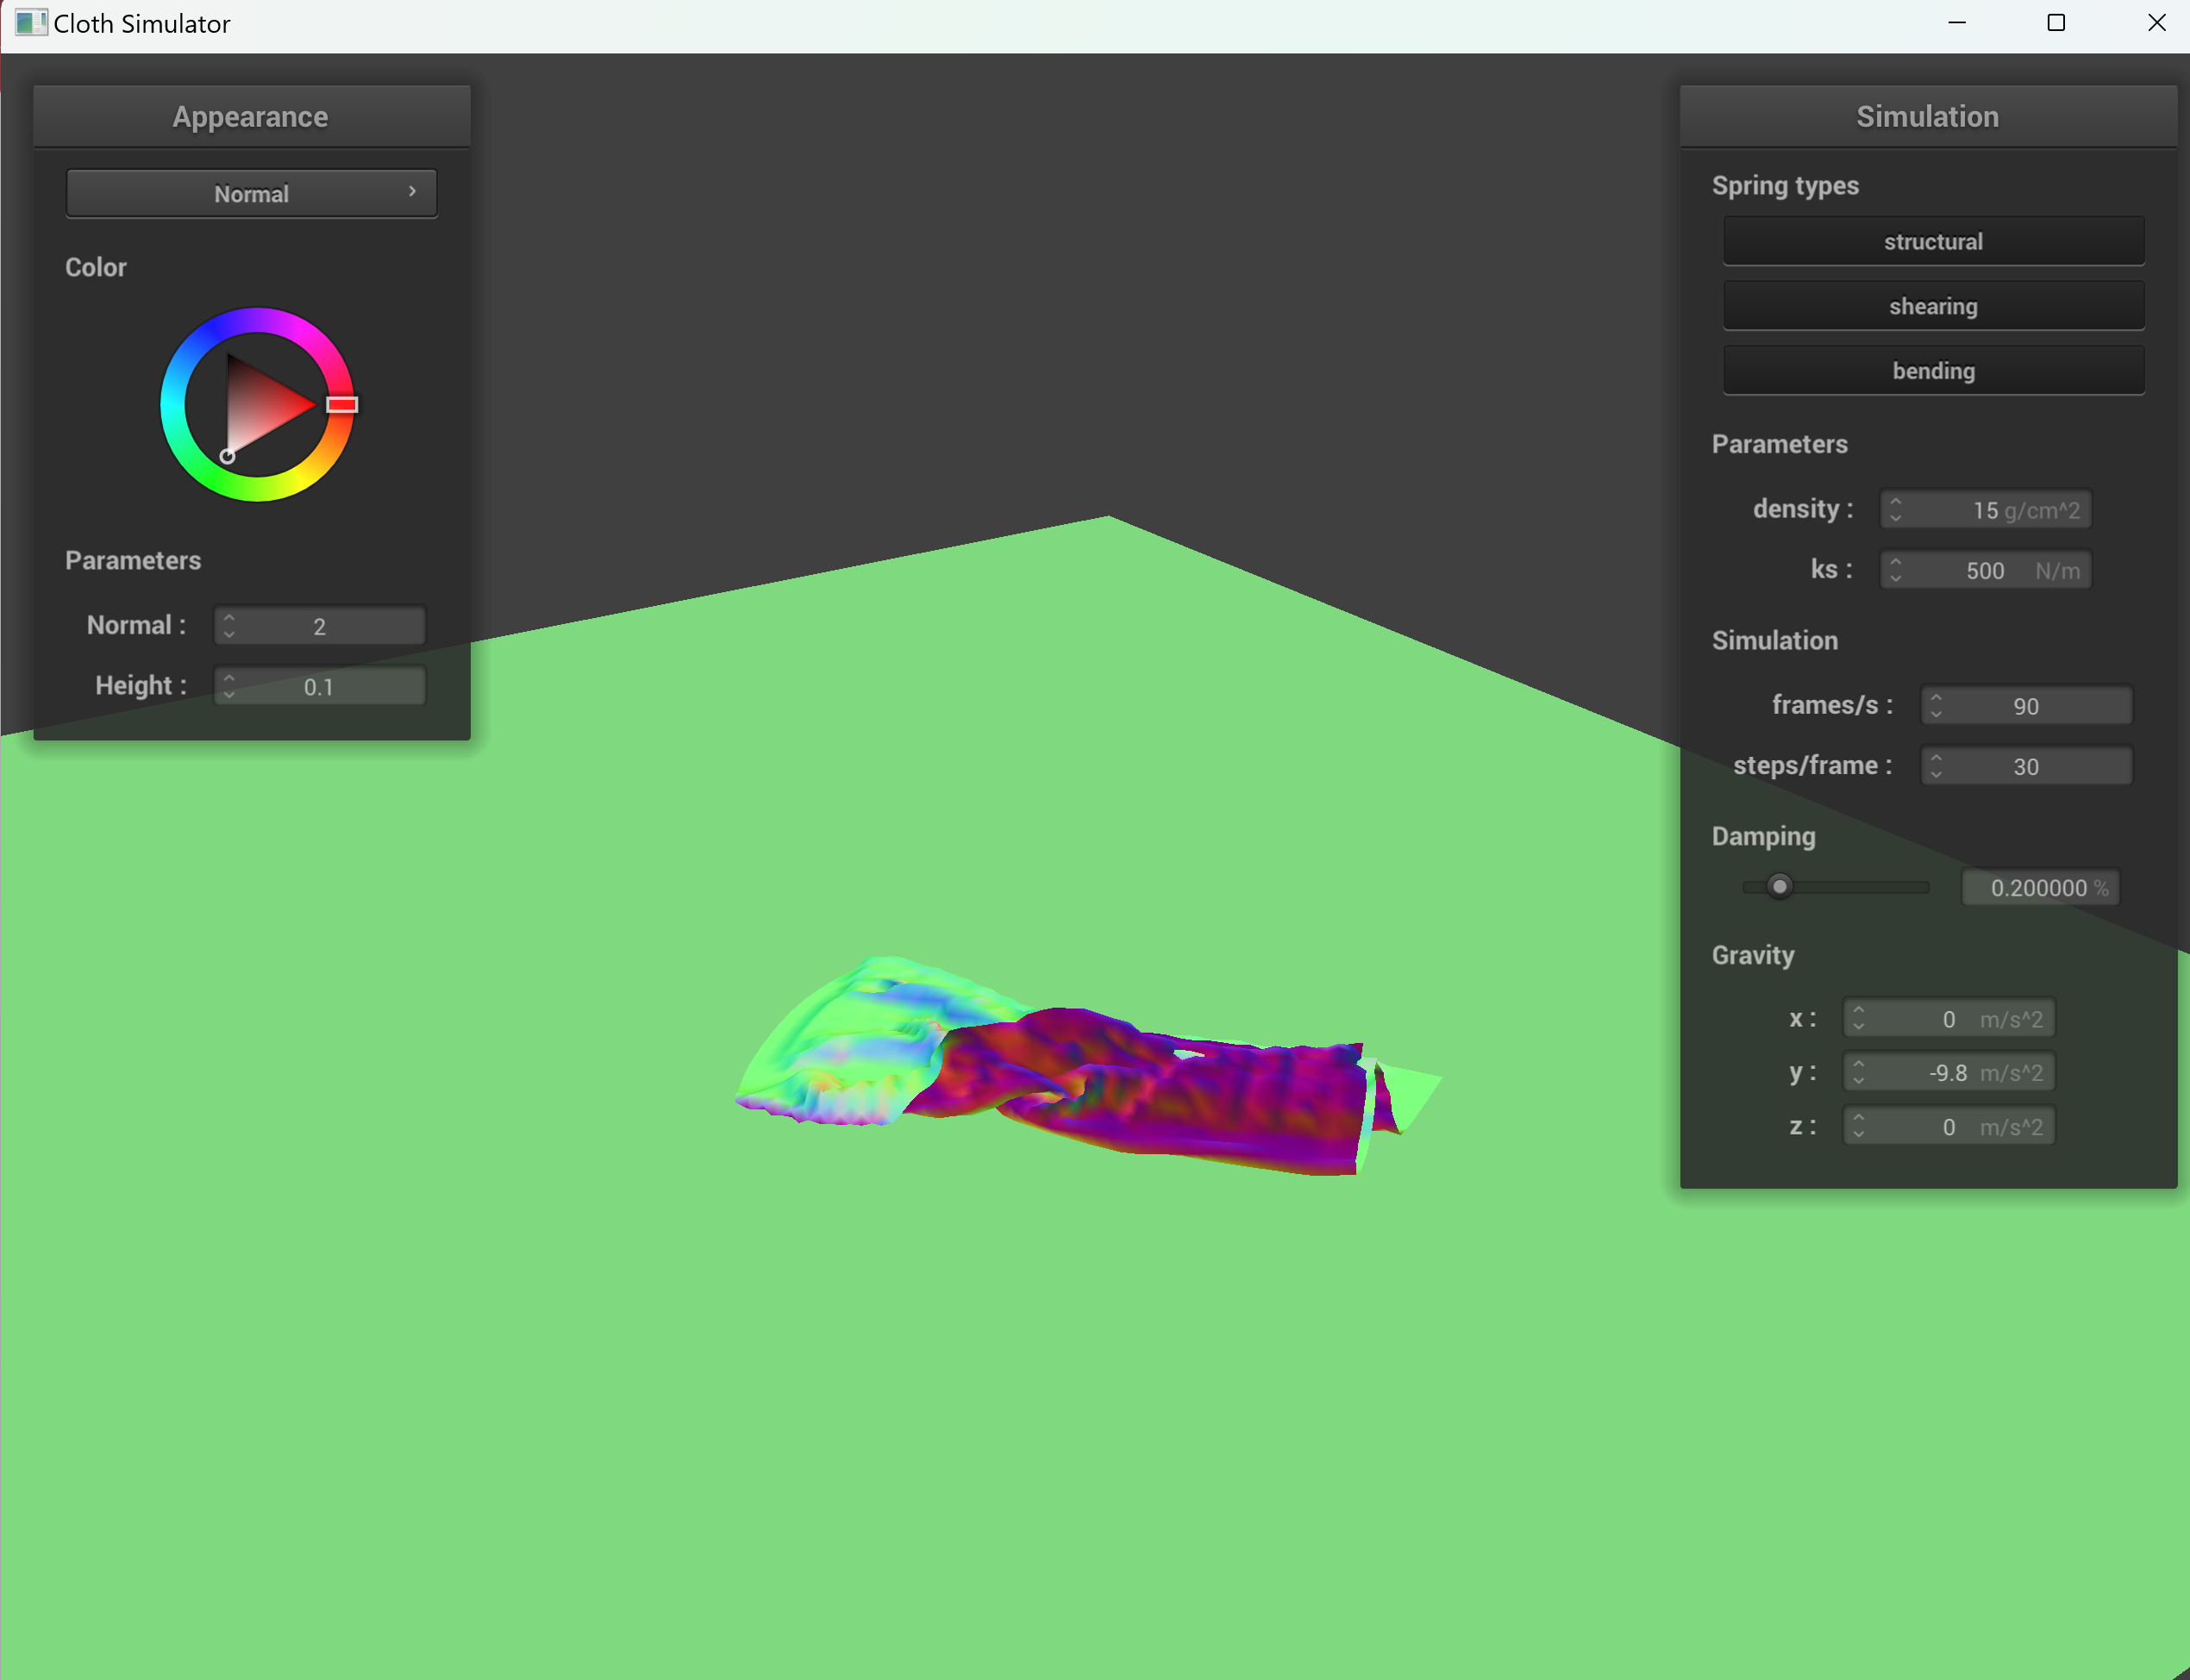 Cloth Simulator
Appearance
Normal
Color
Parameters
Normal : 2
Height : 0.1
Simulation
Spring types
structural
shearing
bending
Parameters
density : 15 g/cm^2
ks : 500 N/m
Simulation
frames/s : 90
steps/frame : 30
Damping
0.200000 %
Gravity
x : 0 m/s^2
y : -9.8 m/s^2
z : 0 m/s^2